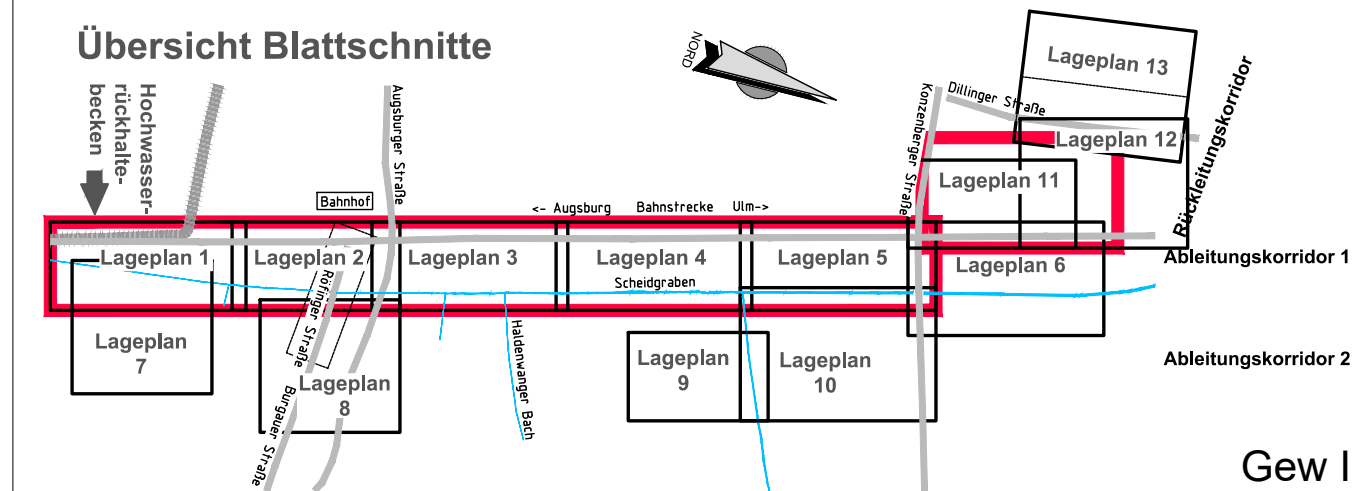 Übersicht Blattschnitte
NORD
Hochwasser-
rückhalte-
becken
Augsburger Straße
Bahnhof
<- Augsburg Bahnstrecke Ulm->
Konzenberger Straße
Dillinger Straße
Lageplan 13
Lageplan 12
Lageplan 11
Rückleitungskorridor
Lageplan 1
Lageplan 2
Lageplan 3
Lageplan 4
Lageplan 5
Lageplan 6
Ableitungskorridor 1
Scheidgraben
Röfinger Straße
Haldenwanger Bach
Lageplan
7
Lageplan
8
Burgauer Straße
Lageplan
9
Lageplan
10
Ableitungskorridor 2
Gew I